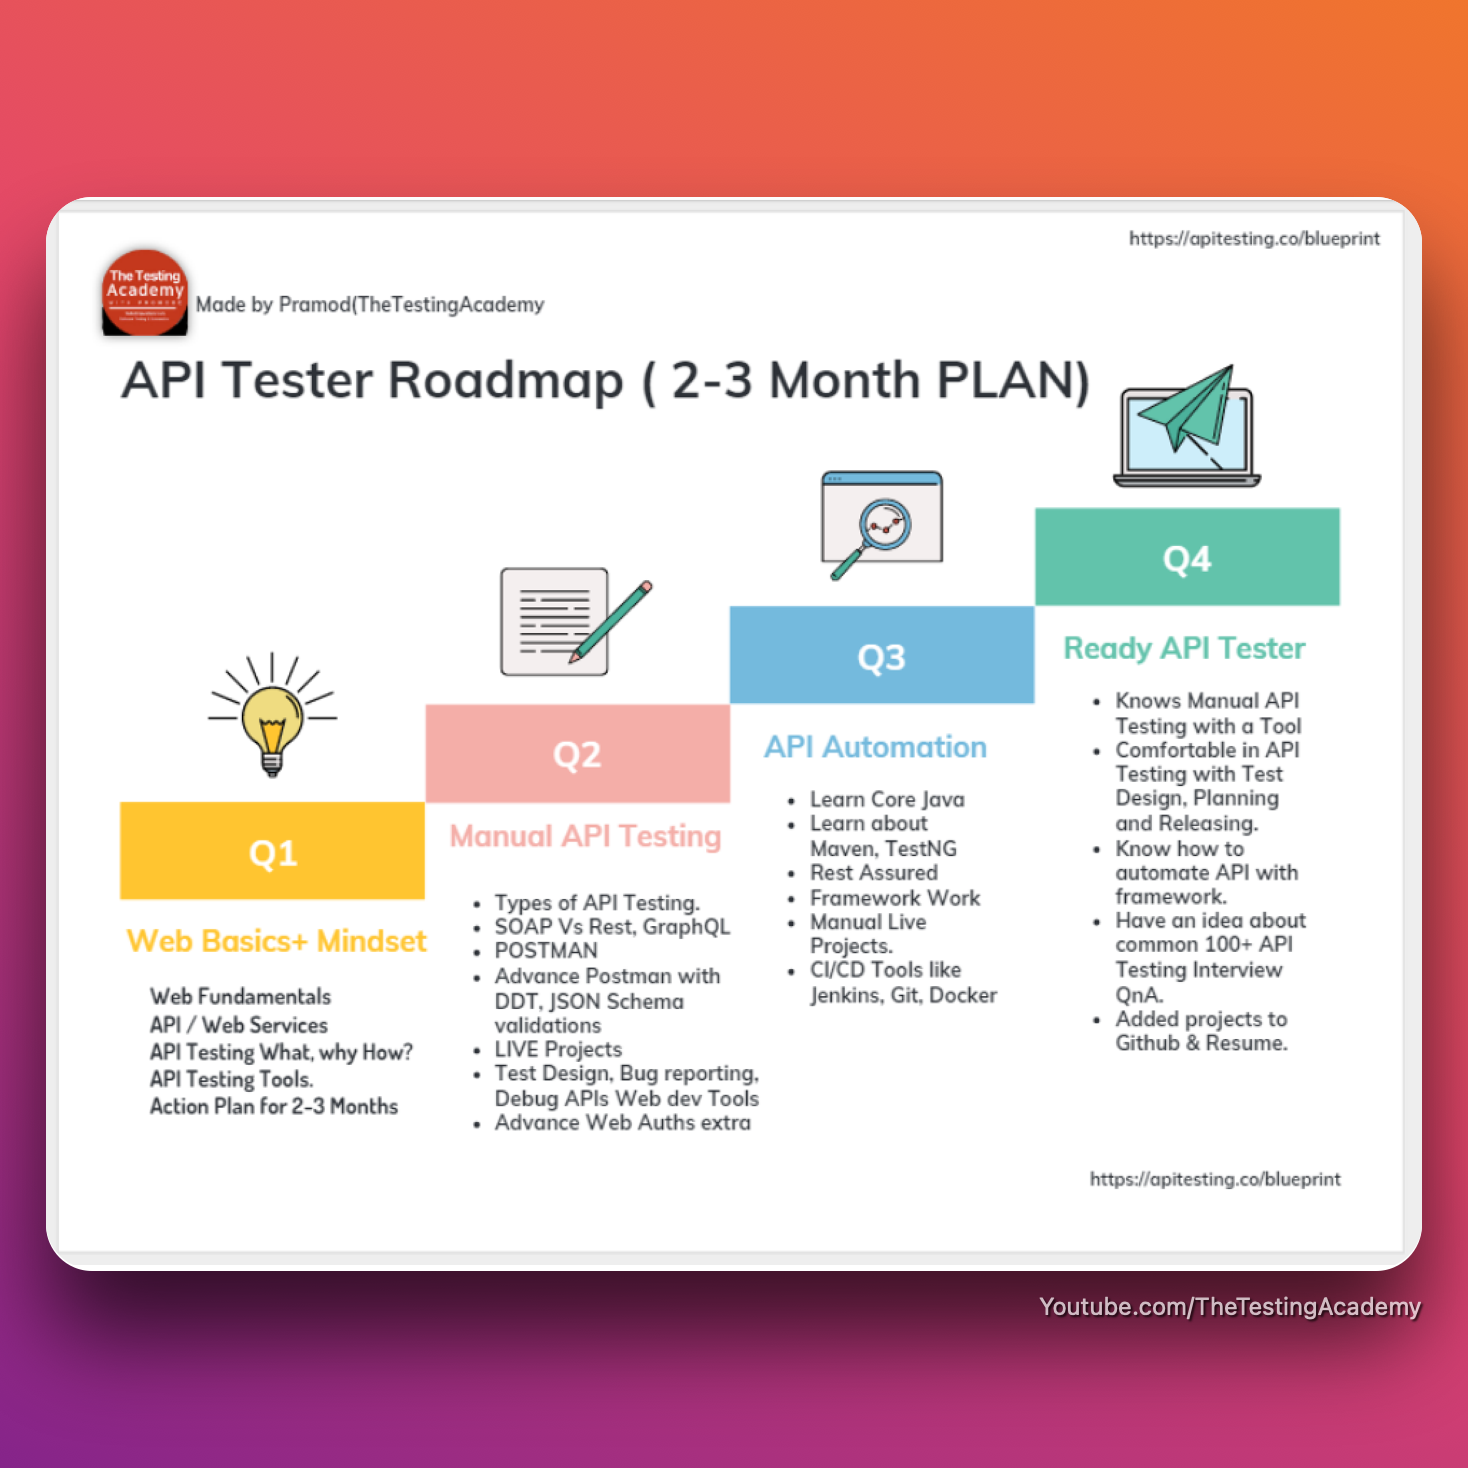 https://apitesting.co/blueprint
The Testing
Academy
Made by Pramod(TheTestingAcademy
API Tester Roadmap ( 2-3 Month PLAN)
Q1
Web Basics+ Mindset
Web Fundamentals
API / Web Services
API Testing What, why How?
API Testing Tools.
Action Plan for 2-3 Months
Q2
Manual API Testing
• Types of API Testing.
• SOAP Vs Rest, GraphQL
• POSTMAN
• Advance Postman with
DDT, JSON Schema
validations
• LIVE Projects
• Test Design, Bug reporting,
Debug APIs Web dev Tools
• Advance Web Auths extra
Q3
API Automation
• Learn Core Java
• Learn about
Maven, TestNG
• Rest Assured
• Framework Work
• Manual Live
Projects.
• CI/CD Tools like
Jenkins, Git, Docker
Q4
Ready API Tester
• Knows Manual API
Testing with a Tool
• Comfortable in API
Testing with Test
Design, Planning
and Releasing.
• Know how to
automate API with
framework.
• Have an idea about
common 100+ API
Testing Interview
QnA.
• Added projects to
Github & Resume.
https://apitesting.co/blueprint
Youtube.com/TheTestingAcademy